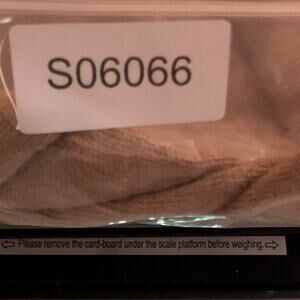 S06066
⇦ Please remove the card-board under the scale platform before weighing. ⇨